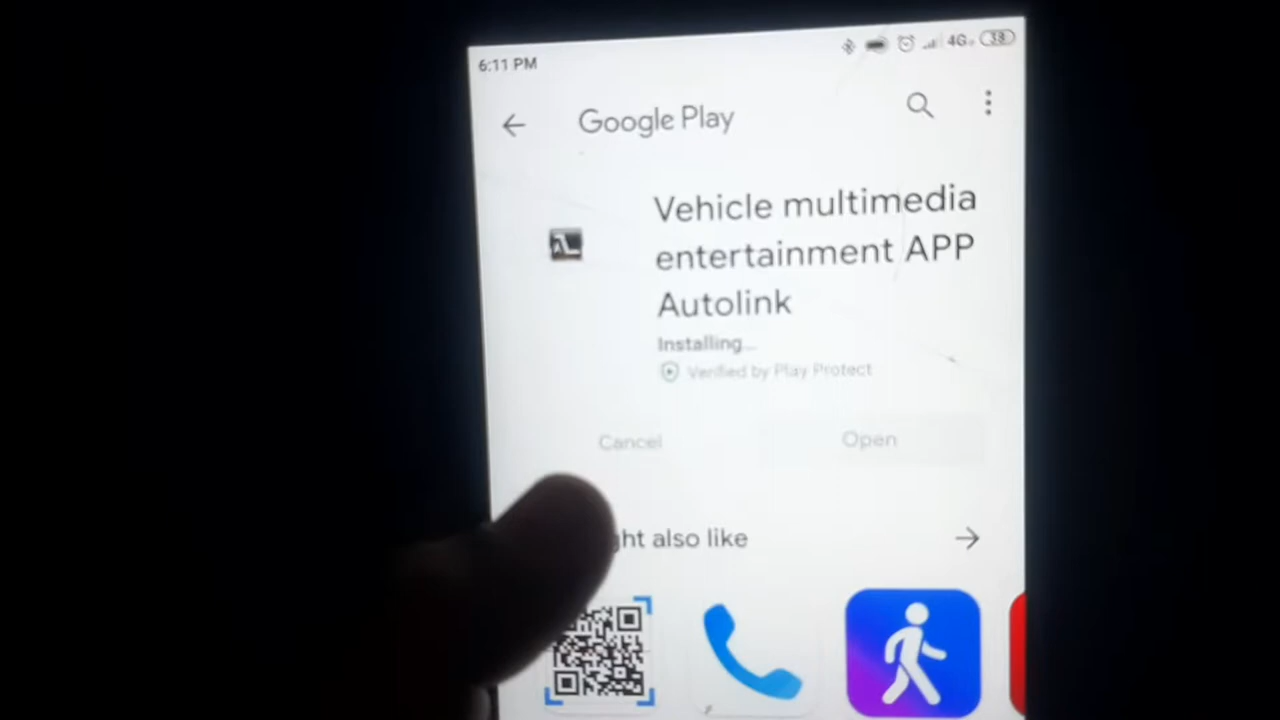 6:11 PM
4G+ 38
Google Play
Vehicle multimedia
entertainment APP
Autolink
Installing...
Verified by Play Protect
Cancel
Open
ght also like